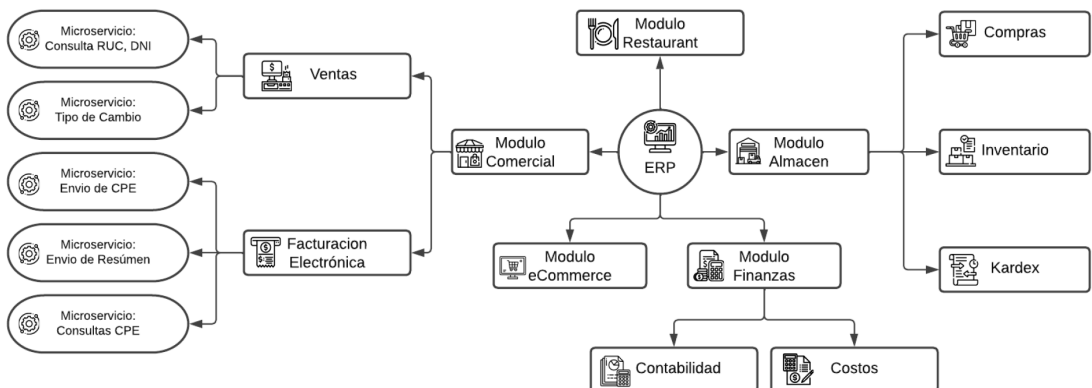 Microservicio:
Consulta RUC, DNI
Microservicio:
Tipo de Cambio
Microservicio:
Envio de CPE
Microservicio:
Envio de Resúmen
Microservicio:
Consultas CPE
Ventas
Facturacion
Electrónica
Modulo
Comercial
Modulo
Restaurant
ERP
Modulo
Almacen
Modulo
eCommerce
Modulo
Finanzas
Contabilidad
Costos
Compras
Inventario
Kardex